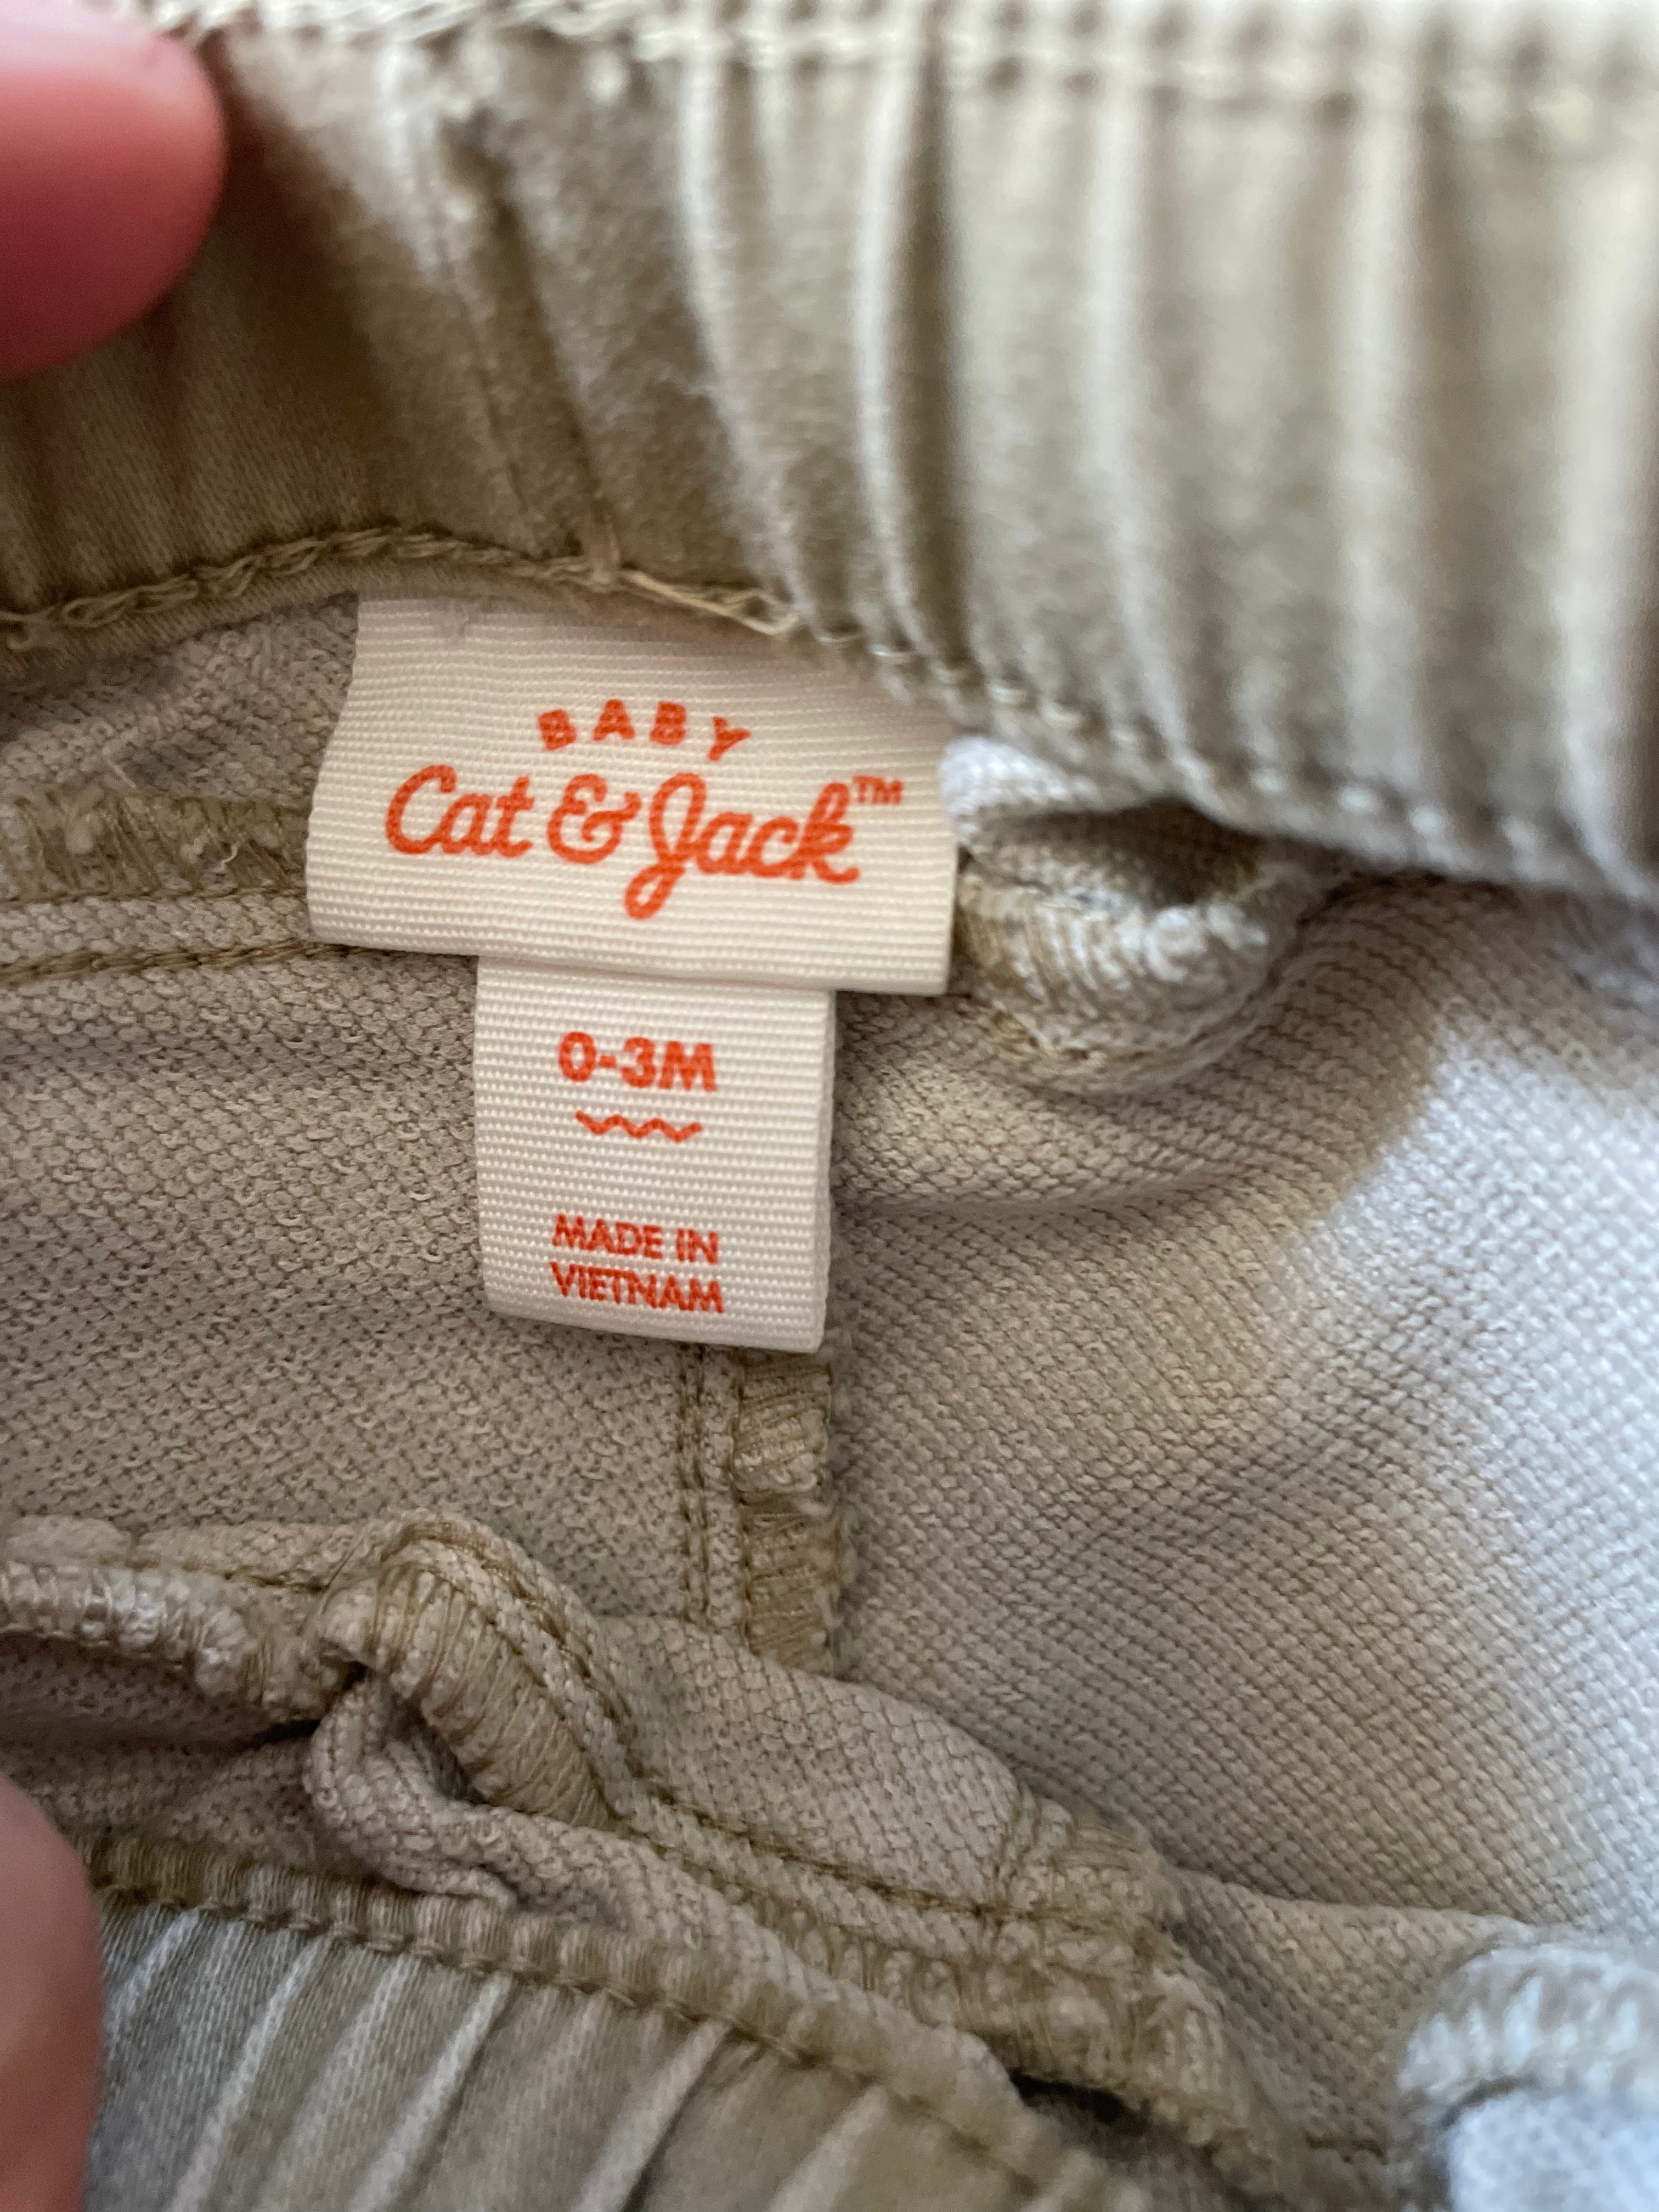 BABY
Cat & Jack™
0-3M
MADE IN
VIETNAM